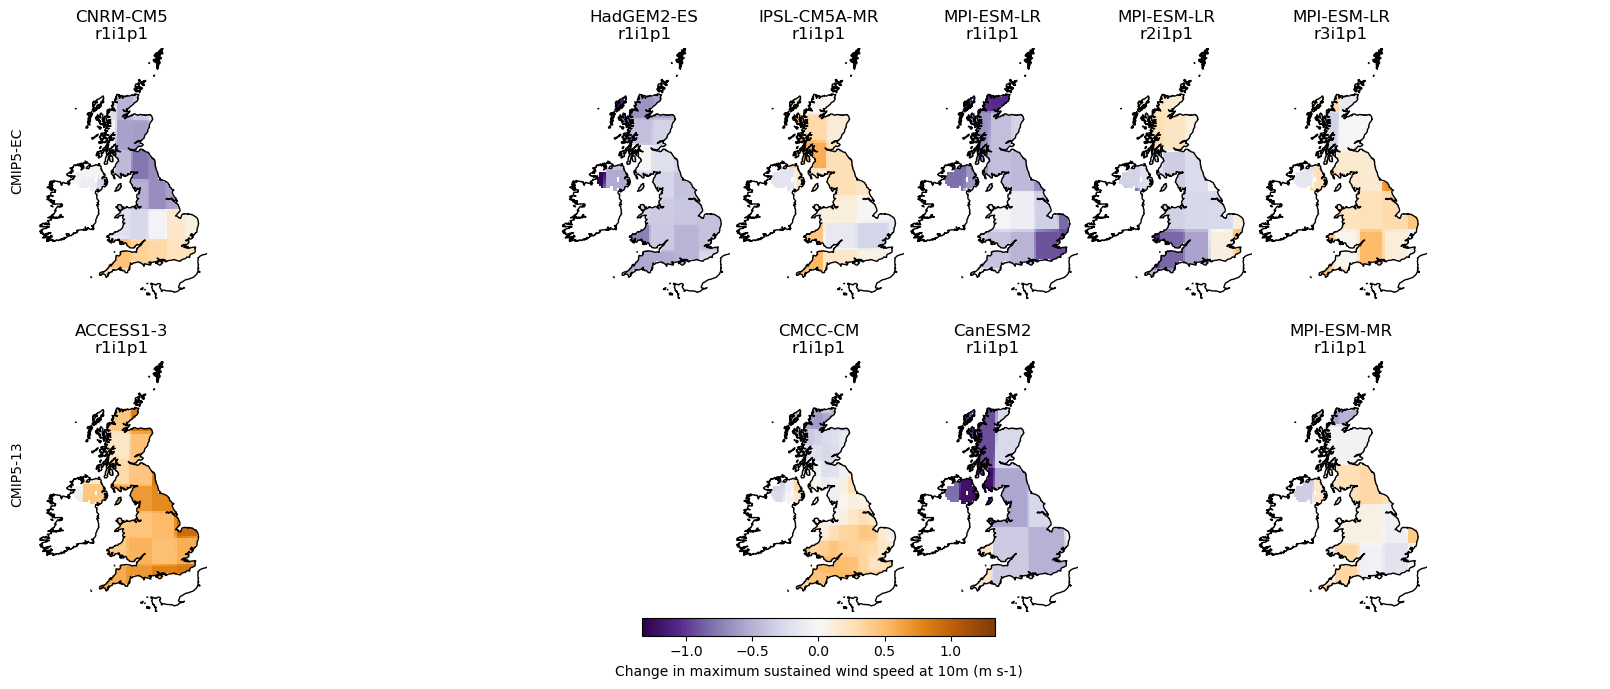 CNRM-CM5
r1i1p1
HadGEM2-ES
r1i1p1
IPSL-CM5A-MR
r1i1p1
MPI-ESM-LR
r1i1p1
MPI-ESM-LR
r2i1p1
MPI-ESM-LR
r3i1p1
CMIP5-EC
ACCESS1-3
r1i1p1
CMCC-CM
r1i1p1
CanESM2
r1i1p1
MPI-ESM-MR
r1i1p1
CMIP5-13
−1.0 −0.5 0.0 0.5 1.0
Change in maximum sustained wind speed at 10m (m s-1)